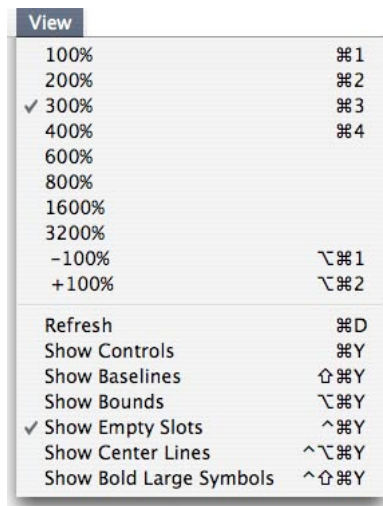 View
100% ⌘1
200% ⌘2
✓ 300% ⌘3
400% ⌘4
600%
800%
1600%
3200%
-100% ⌥⌘1
+100% ⌥⌘2
Refresh ⌘D
Show Controls ⌘Y
Show Baselines ⇧⌘Y
Show Bounds ⌥⌘Y
✓ Show Empty Slots ^⌘Y
Show Center Lines ^⌥⌘Y
Show Bold Large Symbols ^⇧⌘Y